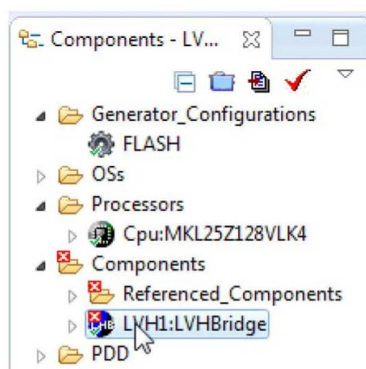 Components - LV...
Generator_Configurations
FLASH
OSs
Processors
Cpu:MKL25Z128VLK4
Components
Referenced_Components
LVH1:LVHBridge
PDD